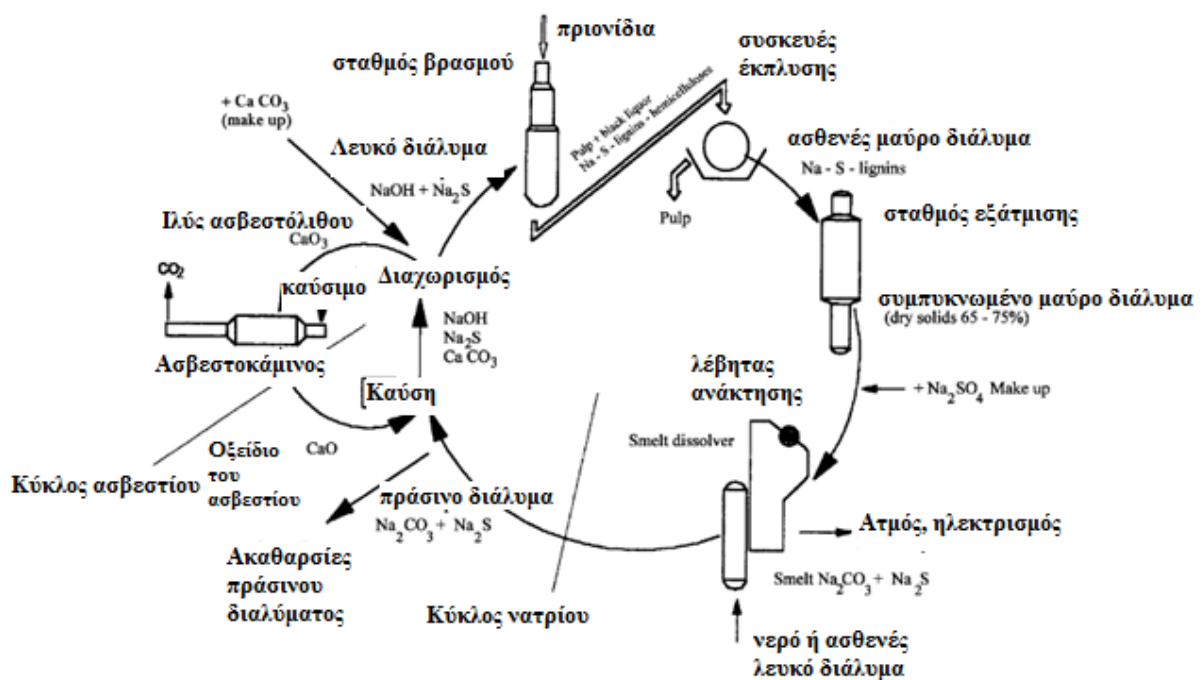 πριονίδια
σταθμός βρασμού
συσκευές
έκπλυσης
+ Ca CO3
(make up)
Pulp + black liquor
Na - S - lignins - hemicelluloses
Λευκό διάλυμα
NaOH + Na2S
ασθενές μαύρο διάλυμα
Na - S - lignins
Pulp
σταθμός εξάτμισης
Ιλύς ασβεστόλιθου
CaO3
CO2
καύσιμο
Διαχωρισμός
συμπυκνωμένο μαύρο διάλυμα
(dry solids 65 - 75%)
NaOH
Na2S
Ca CO3
Ασβεστοκάμινος
Καύση
λέβητας
ανάκτησης
+ Na2SO4 Make up
Smelt dissolver
Οξείδιο
του
ασβεστίου
CaO
Κύκλος ασβεστίου
πράσινο διάλυμα
Na2CO3 + Na2S
Ατμός, ηλεκτρισμός
Ακαθαρσίες
πράσινου
διαλύματος
Smelt Na2CO3 + Na2S
Κύκλος νατρίου
νερό ή ασθενές
λευκό διάλυμα